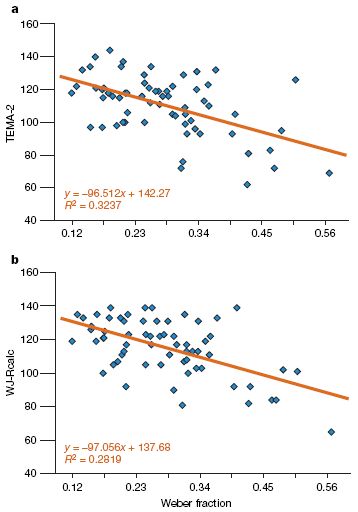 a
160
140
120
100
80
60
40
TEMA-2
y = –96.512x + 142.27
R² = 0.3237
0.12 0.23 0.34 0.45 0.56
b
160
140
120
100
80
60
40
WJ-Rcalc
y = –97.056x + 137.68
R² = 0.2819
0.12 0.23 0.34 0.45 0.56
Weber fraction